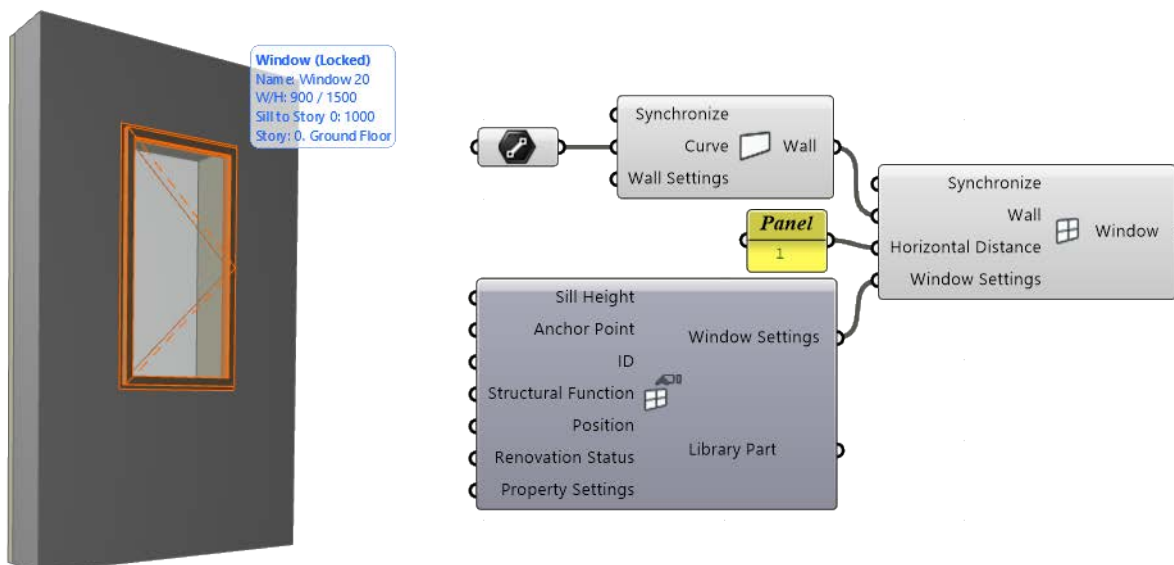 Window (Locked)
Name: Window 20
W/H: 900 / 1500
Sill to Story 0: 1000
Story: 0. Ground Floor
Synchronize
Curve
Wall
Wall Settings
Synchronize
Wall
Horizontal Distance
Window Settings
Window
Panel
1
Sill Height
Anchor Point
ID
Structural Function
Position
Renovation Status
Property Settings
Window Settings
Library Part